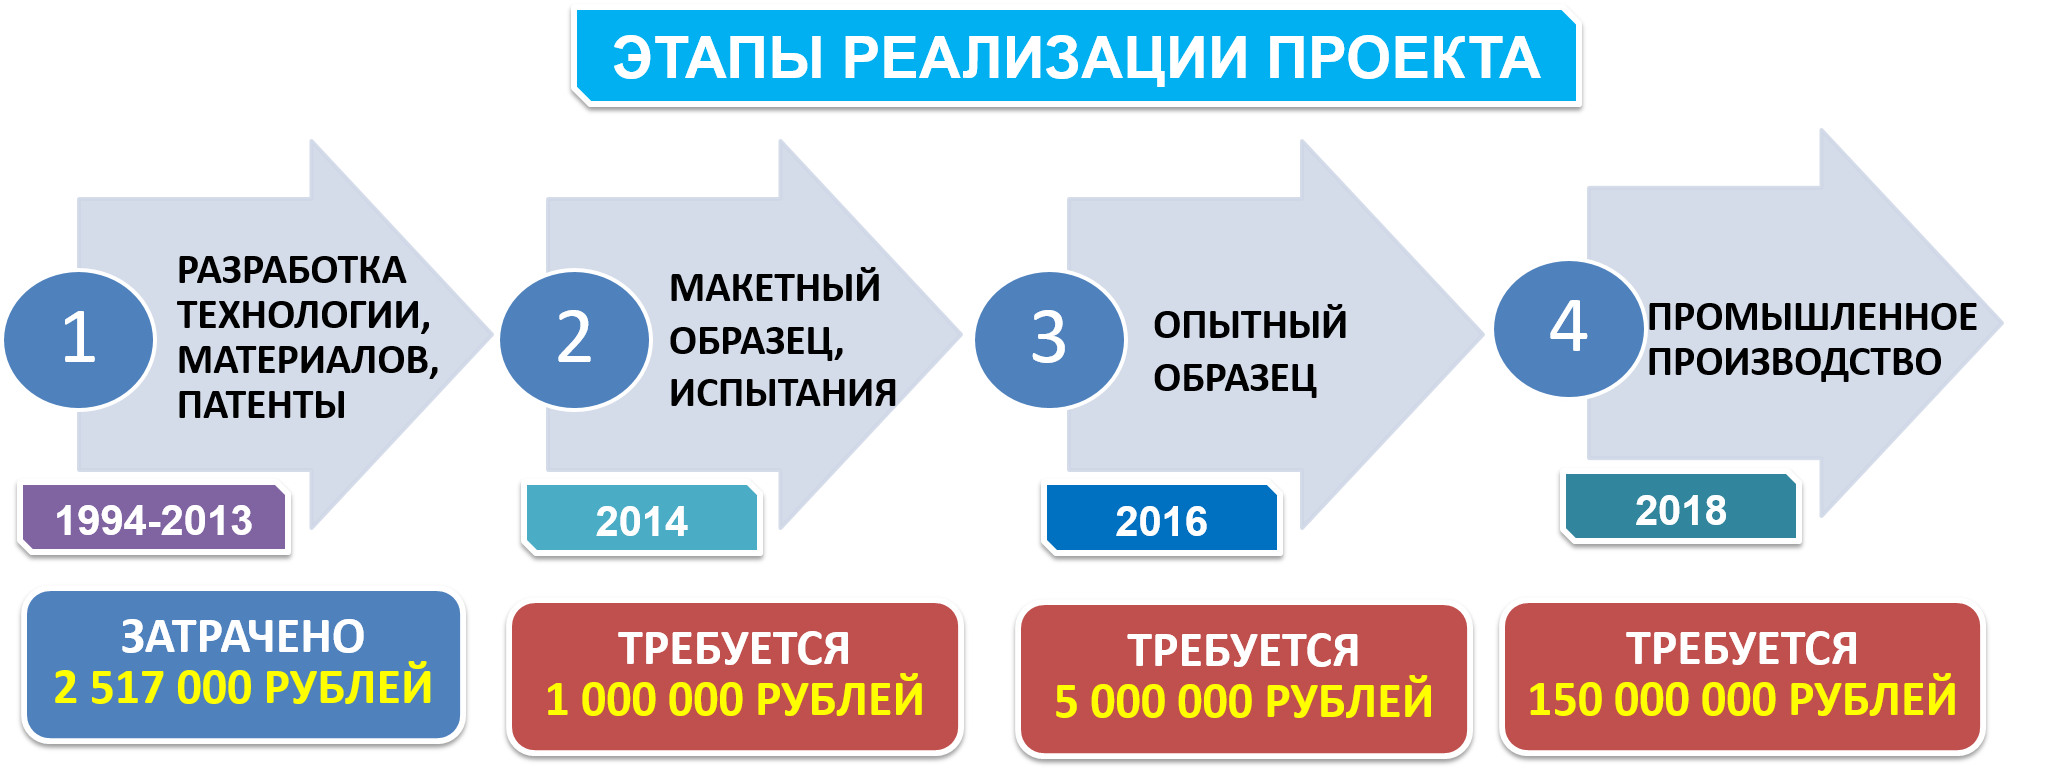 ЭТАПЫ РЕАЛИЗАЦИИ ПРОЕКТА
1
РАЗРАБОТКА
ТЕХНОЛОГИИ,
МАТЕРИАЛОВ,
ПАТЕНТЫ
1994-2013
ЗАТРАЧЕНО
2 517 000 РУБЛЕЙ
2
МАКЕТНЫЙ
ОБРАЗЕЦ,
ИСПЫТАНИЯ
2014
ТРЕБУЕТСЯ
1 000 000 РУБЛЕЙ
3
ОПЫТНЫЙ
ОБРАЗЕЦ
2016
ТРЕБУЕТСЯ
5 000 000 РУБЛЕЙ
4
ПРОМЫШЛЕННОЕ
ПРОИЗВОДСТВО
2018
ТРЕБУЕТСЯ
150 000 000 РУБЛЕЙ